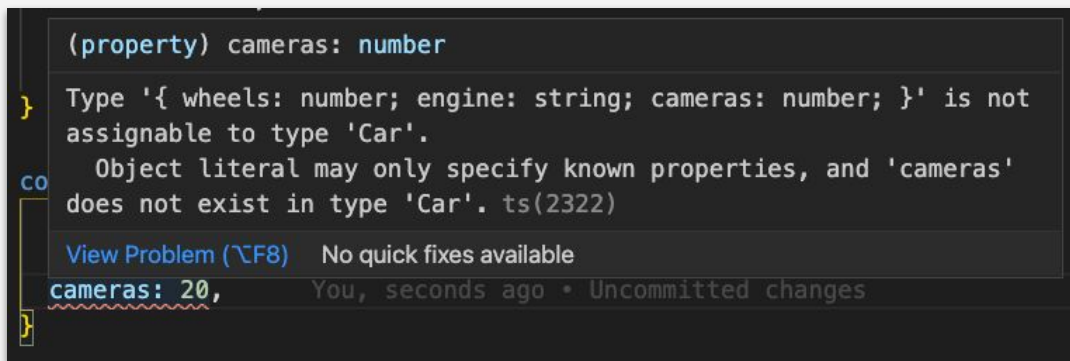 (property) cameras: number
}
Type '{ wheels: number; engine: string; cameras: number; }' is not
assignable to type 'Car'.
Object literal may only specify known properties, and 'cameras'
co
does not exist in type 'Car'. ts(2322)
View Problem (⌥F8) No quick fixes available
cameras: 20, You, seconds ago • Uncommitted changes
}